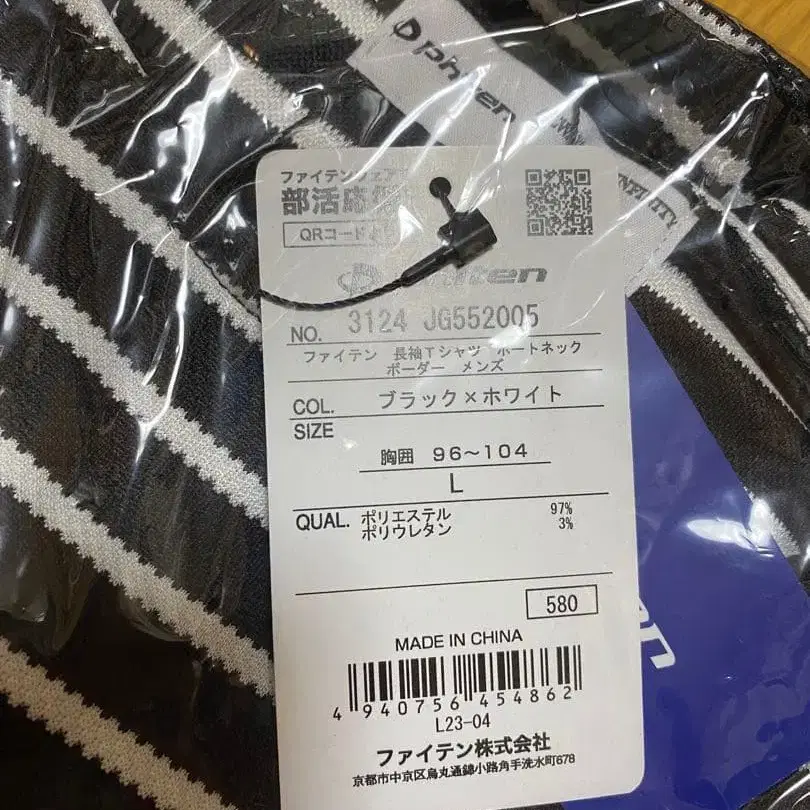 phiten
INFINITY
ファイテンウェア
部活応
QRコード
phiten
NO. 3124 JG552005
ファイテン 長袖Tシャツ ボートネック
ボーダー メンズ
COL. ブラック×ホワイト
SIZE
胸囲 96～104
L
QUAL. ポリエステル 97%
ポリウレタン 3%
580
MADE IN CHINA
4940756454862
L23-04
ファイテン株式会社
京都市中京区烏丸通錦小路角手洗水町678